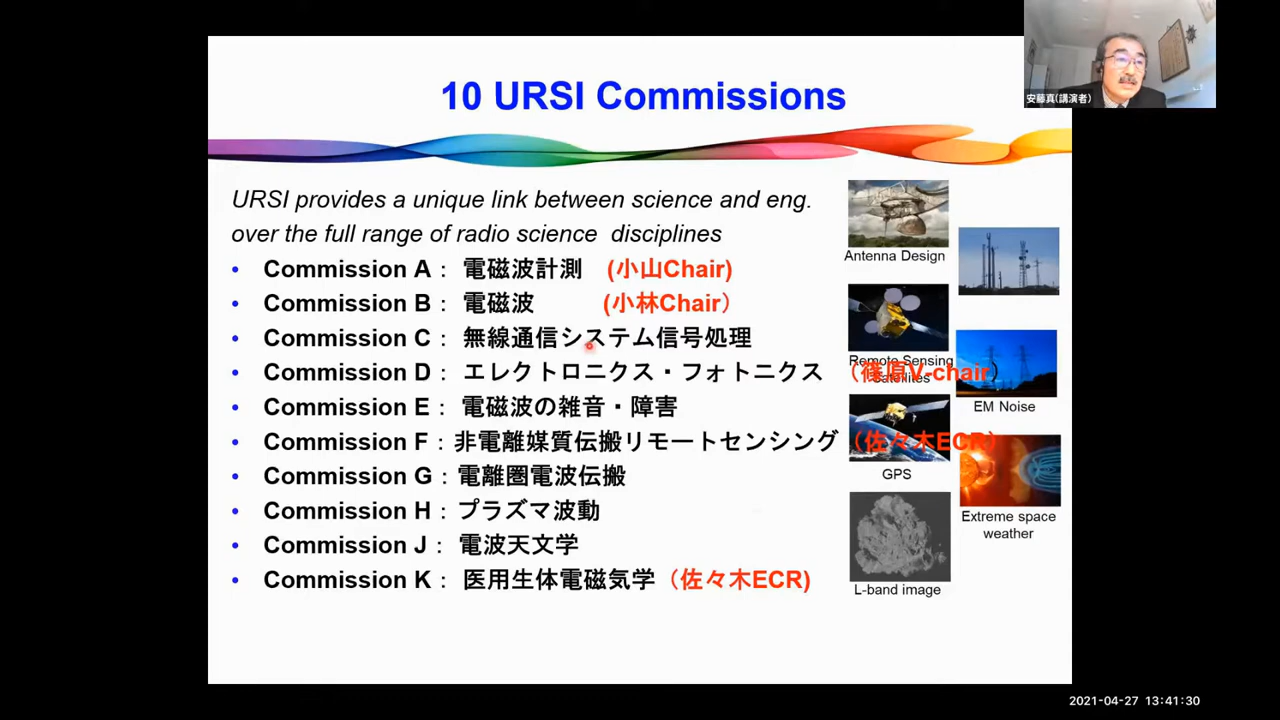 10 URSI Commissions
安藤真(講演者)
URSI provides a unique link between science and eng.
over the full range of radio science disciplines
• Commission A : 電磁波計測 (小山Chair)
• Commission B : 電磁波 (小林Chair)
• Commission C : 無線通信システム信号処理
• Commission D : エレクトロニクス・フォトニクス (篠原V-chair)
• Commission E : 電磁波の雑音・障害
• Commission F : 非電離媒質伝搬リモートセンシング (佐々木ECR)
• Commission G : 電離圏電波伝搬
• Commission H : プラズマ波動
• Commission J : 電波天文学
• Commission K : 医用生体電磁気学 (佐々木ECR)
Antenna Design
Remote Sensing
Satellites
EM Noise
GPS
Extreme space
weather
L-band image
2021-04-27 13:41:30